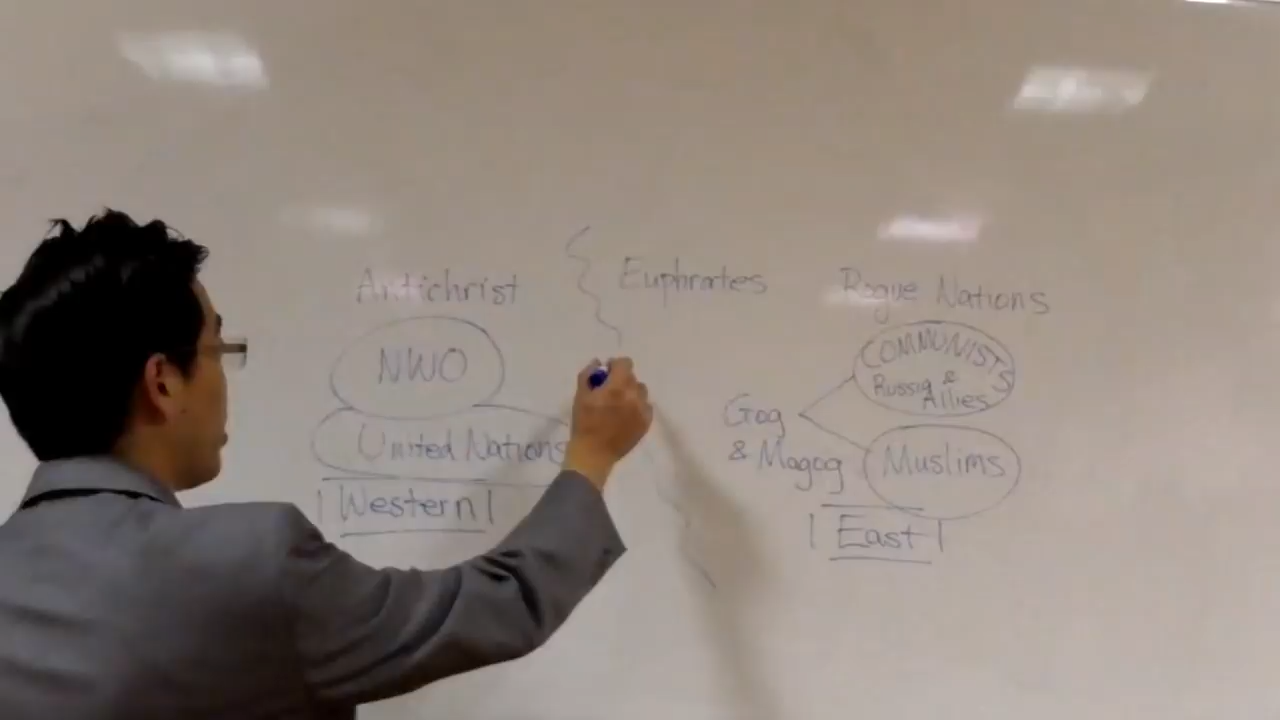 Antichrist
NWO
United Nations
Western
Euphrates
Rogue Nations
COMMUNISTS
Russia &
Allies
Gog
& Magog
Muslims
East